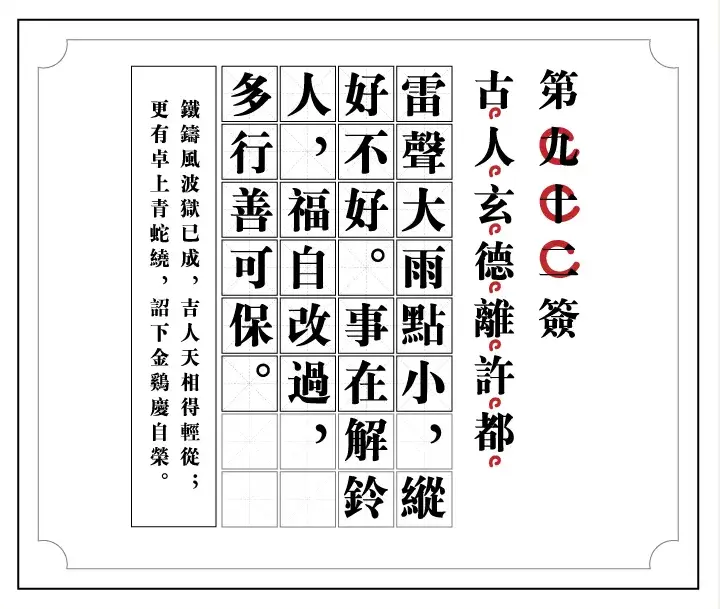 第九十二簽
古人玄德離許都
雷聲大雨點小，縱
好不好。事在解鈴
人，福自改過，
多行善可保。
鐵鑄風波獄已成，吉人天相得輕從；
更有卓上青蛇繞，詔下金鷄慶自榮。